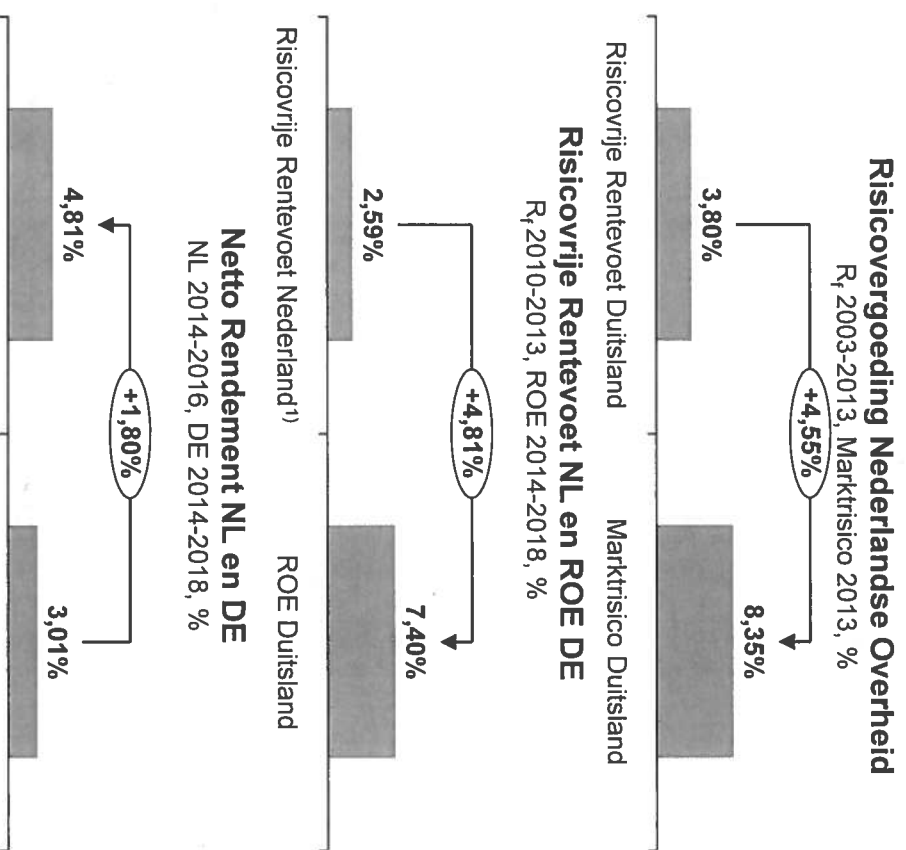 Risicovergoeding Nederlandse Overheid
R_f 2003-2013, Marktrisico 2013, %
+4,55%
3,80%
8,35%
Risicovrije Rentevoet Duitsland
Marktrisico Duitsland
Risicovrije Rentevoet NL en ROE DE
R_f 2010-2013, ROE 2014-2018, %
+4,81%
2,59%
7,40%
Risicovrije Rentevoet Nederland¹⁾
ROE Duitsland
Netto Rendement NL en DE
NL 2014-2016, DE 2014-2018, %
+1,80%
4,81%
3,01%